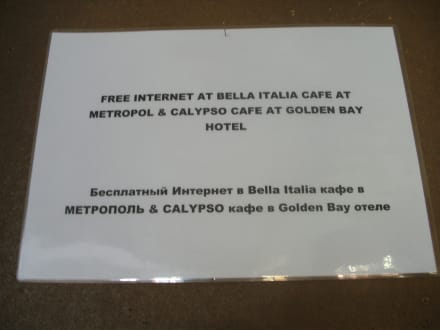 FREE INTERNET AT BELLA ITALIA CAFE AT
METROPOL & CALYPSO CAFE AT GOLDEN BAY
HOTEL
Бесплатный Интернет в Bella Italia кафе в
МЕТРОПОЛЬ & CALYPSO кафе в Golden Bay отеле